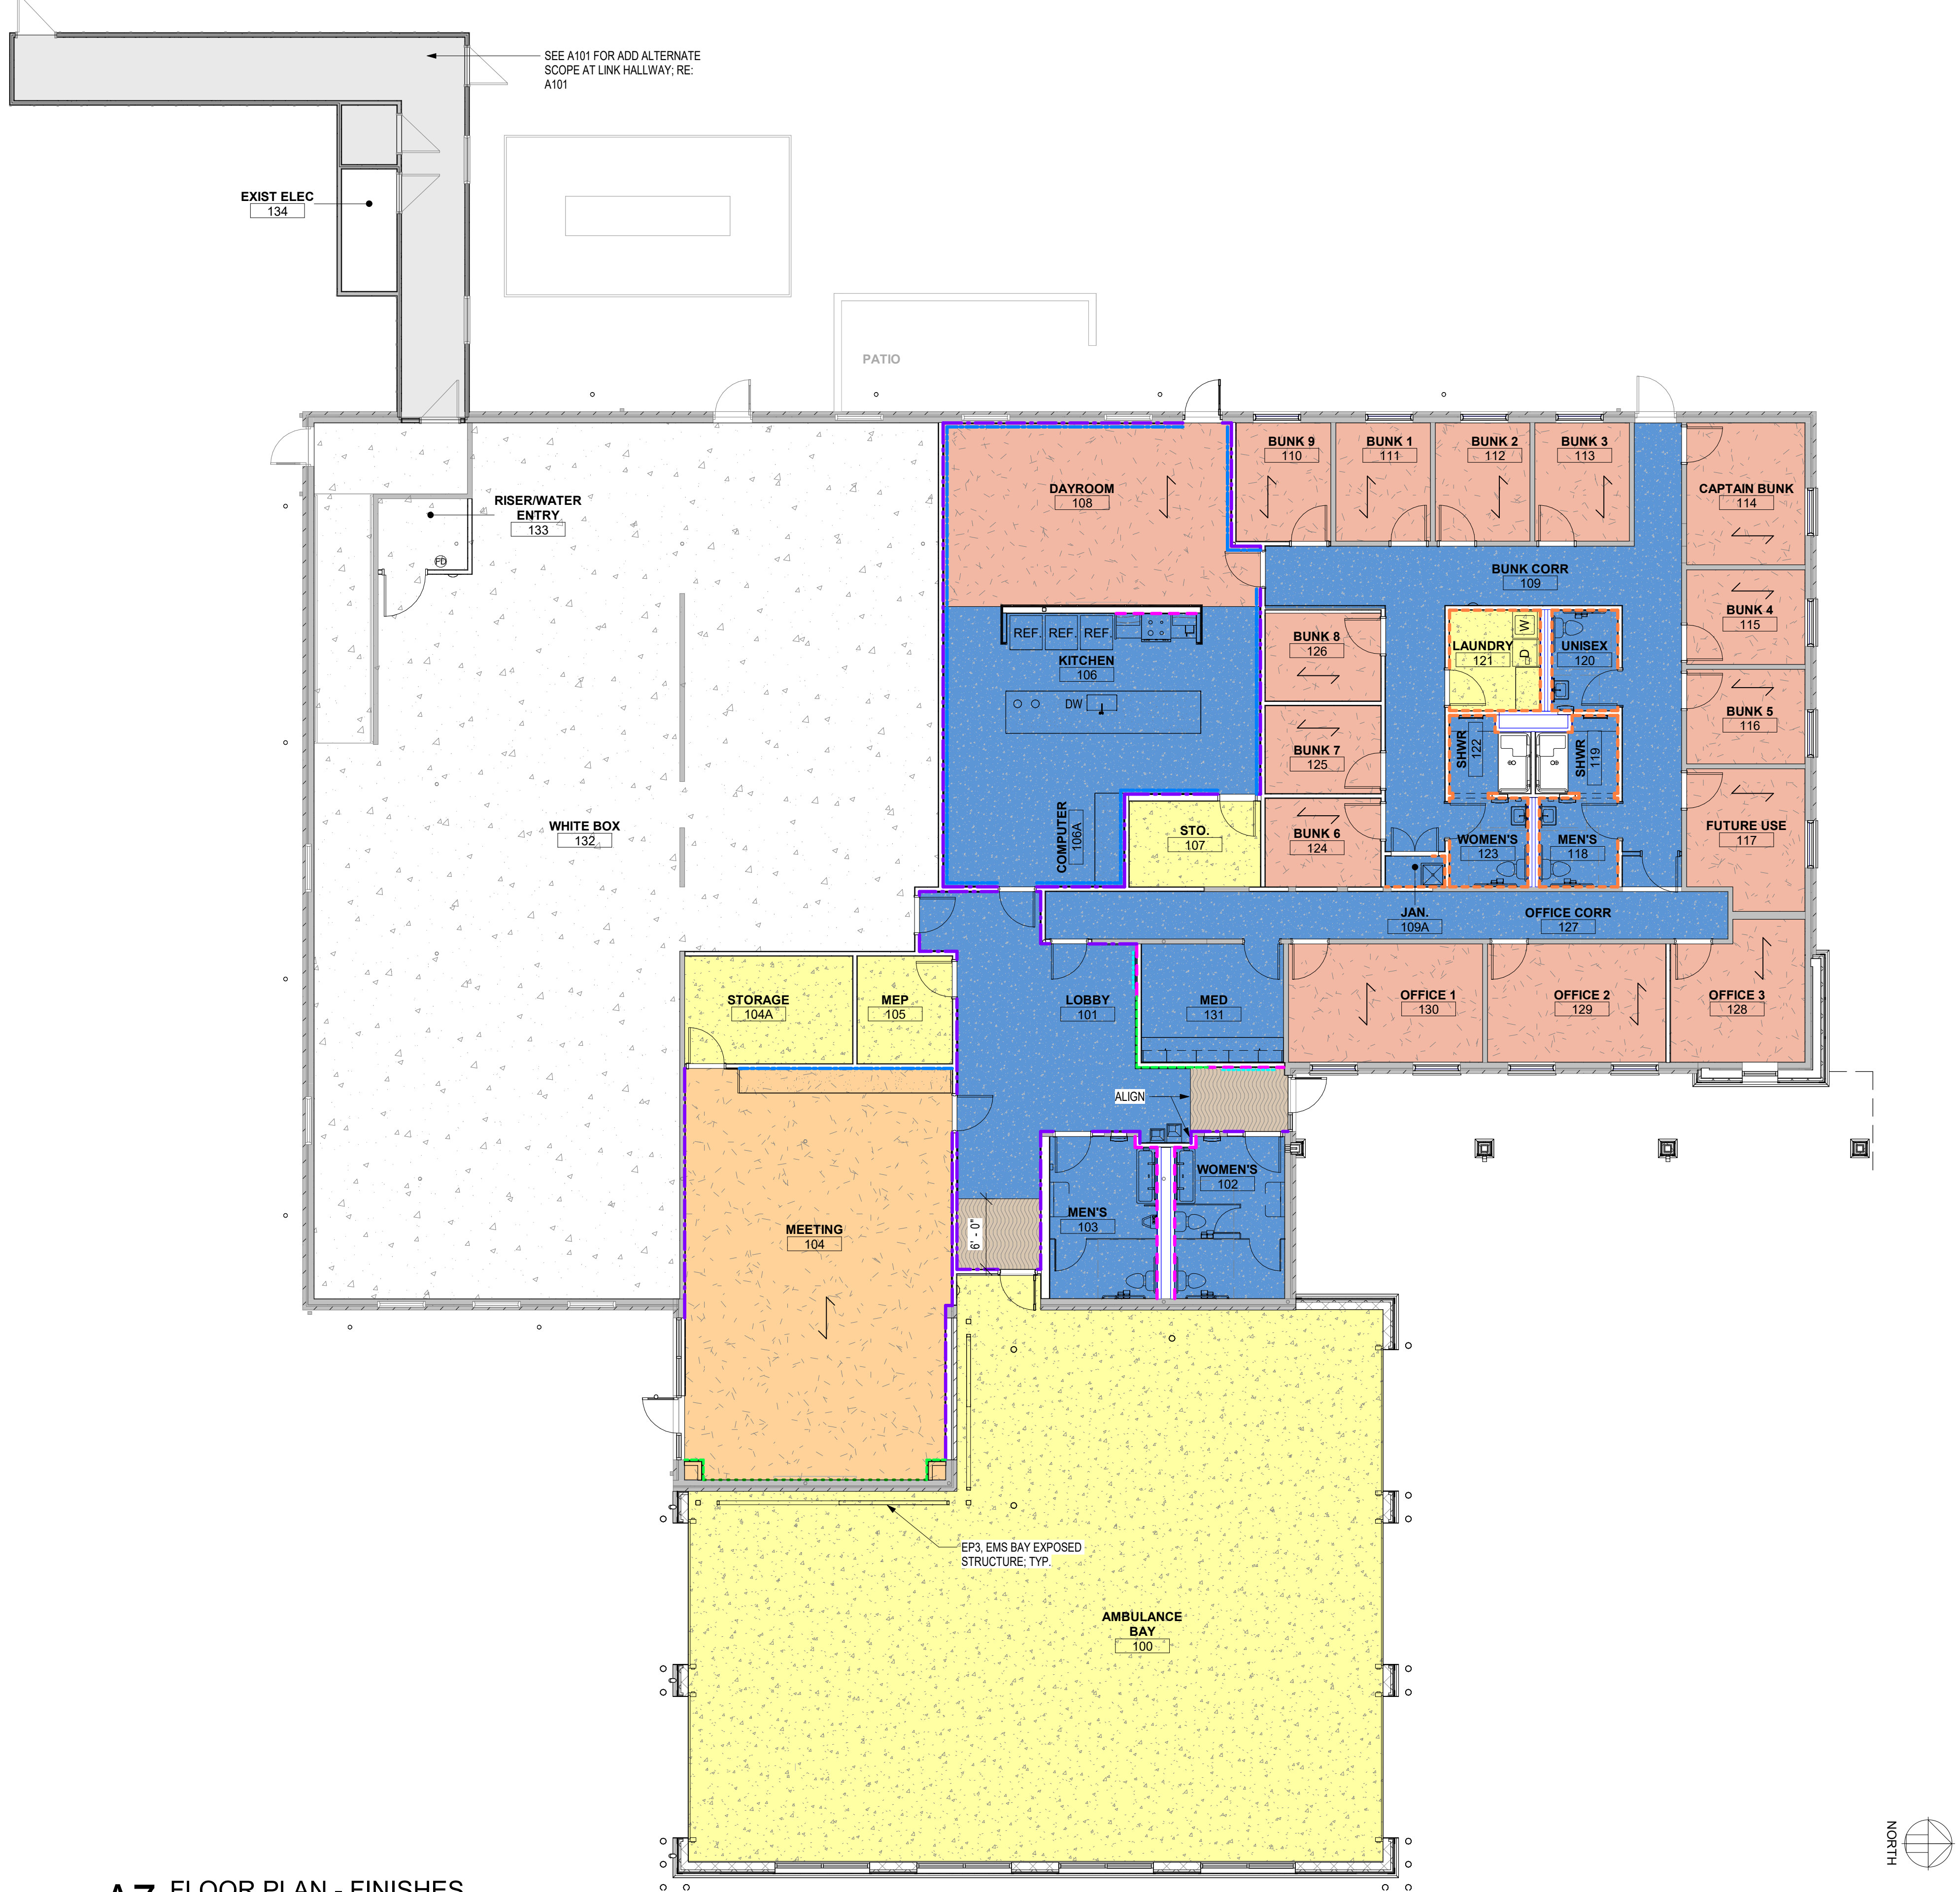 SEE A101 FOR ADD ALTERNATE
SCOPE AT LINK HALLWAY; RE:
A101
EXIST ELEC
134
PATIO
RISER/WATER
ENTRY
133
FD
DAYROOM
108
BUNK 9
110
BUNK 1
111
BUNK 2
112
BUNK 3
113
CAPTAIN BUNK
114
BUNK CORR
109
BUNK 4
115
REF.
REF.
REF.
KITCHEN
106
DW
BUNK 8
126
LAUNDRY
121
W
D
UNISEX
120
BUNK 5
116
BUNK 7
125
SHWR
122
SHWR
119
WHITE BOX
132
COMPUTER
106A
STO.
107
BUNK 6
124
WOMEN'S
123
MEN'S
118
FUTURE USE
117
JAN.
109A
OFFICE CORR
127
STORAGE
104A
MEP
105
LOBBY
101
MED
131
OFFICE 1
130
OFFICE 2
129
OFFICE 3
128
ALIGN
WOMEN'S
102
MEN'S
103
6' - 0"
MEETING
104
EP3, EMS BAY EXPOSED
STRUCTURE; TYP.
AMBULANCE
BAY
100
NORTH
A7 FLOOR PLAN - FINISHES